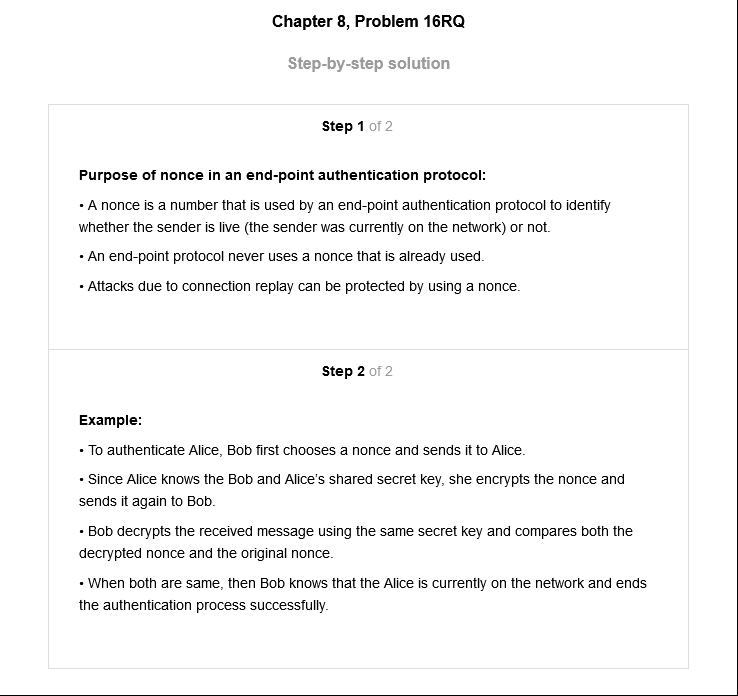 Chapter 8, Problem 16RQ
Step-by-step solution
Step 1 of 2
Purpose of nonce in an end-point authentication protocol:
• A nonce is a number that is used by an end-point authentication protocol to identify
whether the sender is live (the sender was currently on the network) or not.
• An end-point protocol never uses a nonce that is already used.
• Attacks due to connection replay can be protected by using a nonce.
Step 2 of 2
Example:
• To authenticate Alice, Bob first chooses a nonce and sends it to Alice.
• Since Alice knows the Bob and Alice’s shared secret key, she encrypts the nonce and
sends it again to Bob.
• Bob decrypts the received message using the same secret key and compares both the
decrypted nonce and the original nonce.
• When both are same, then Bob knows that the Alice is currently on the network and ends
the authentication process successfully.